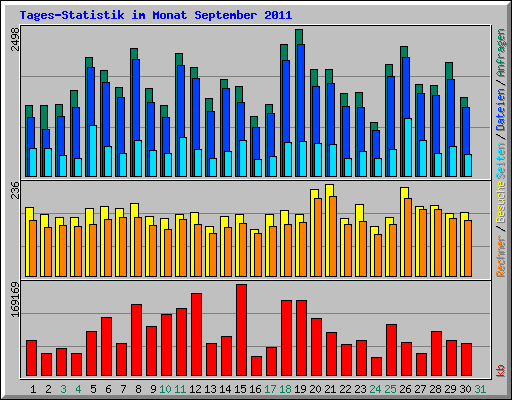 Tages-Statistik im Monat September 2011
2498
236
169169
Rechner / Besuche Seiten / Dateien / Anfragen
kb
1 2 3 4 5 6 7 8 9 10 11 12 13 14 15 16 17 18 19 20 21 22 23 24 25 26 27 28 29 30 31